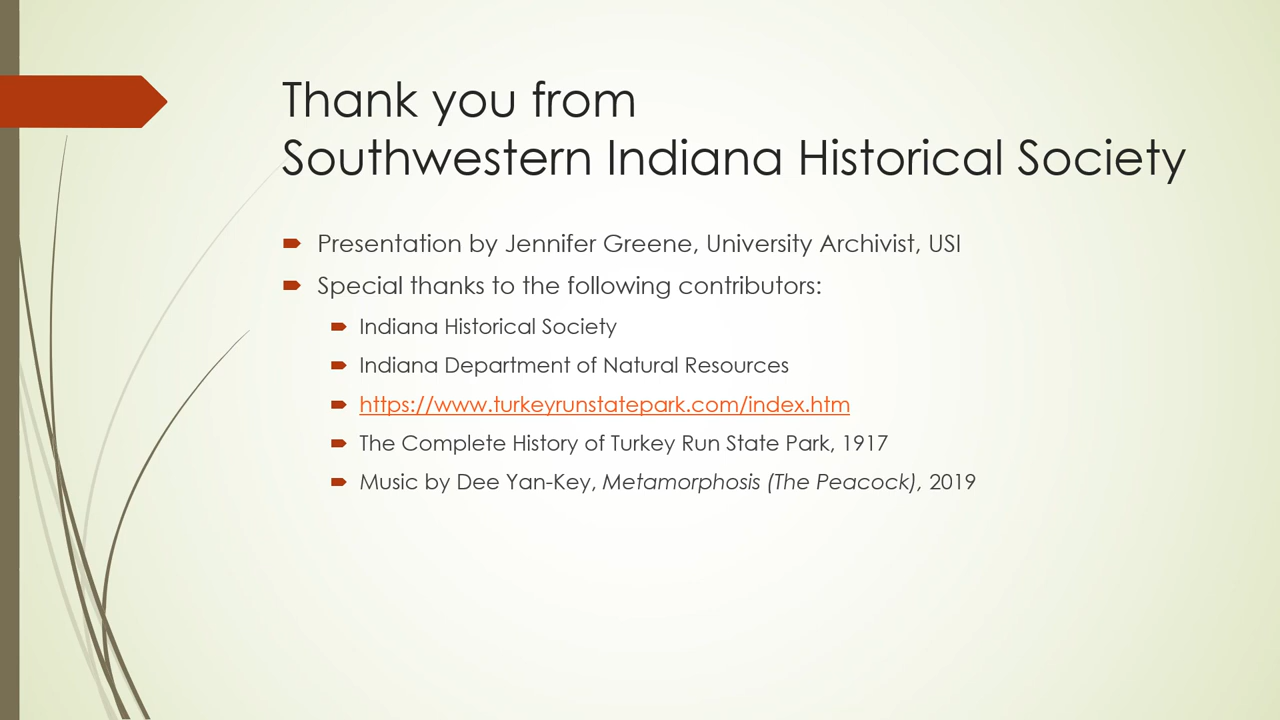 Thank you from
Southwestern Indiana Historical Society
Presentation by Jennifer Greene, University Archivist, USI
Special thanks to the following contributors:
Indiana Historical Society
Indiana Department of Natural Resources
https://www.turkeyrunstatepark.com/index.htm
The Complete History of Turkey Run State Park, 1917
Music by Dee Yan-Key, Metamorphosis (The Peacock), 2019